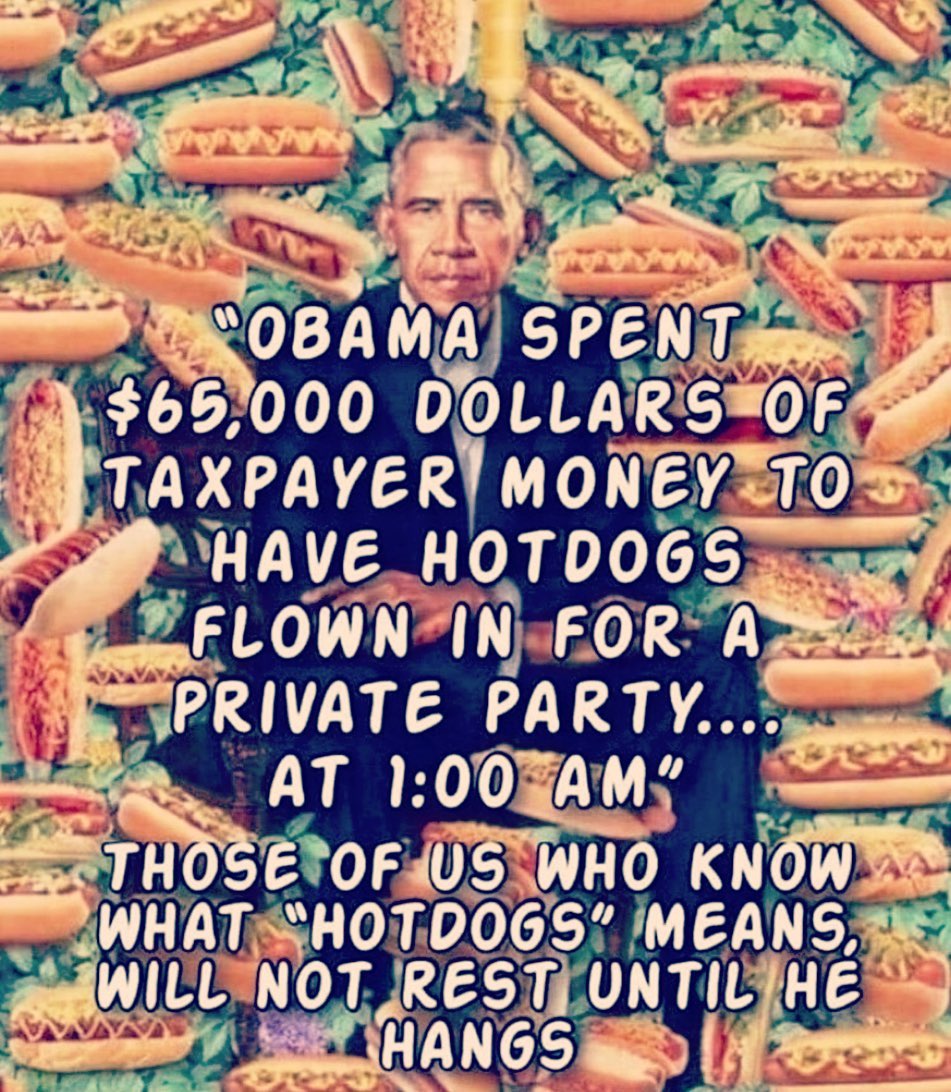 "OBAMA SPENT
$65,000 DOLLARS OF
TAXPAYER MONEY TO
HAVE HOTDOGS
FLOWN IN FOR A
PRIVATE PARTY....
AT 1:00 AM"
THOSE OF US WHO KNOW
WHAT "HOTDOGS" MEANS,
WILL NOT REST UNTIL HE
HANGS